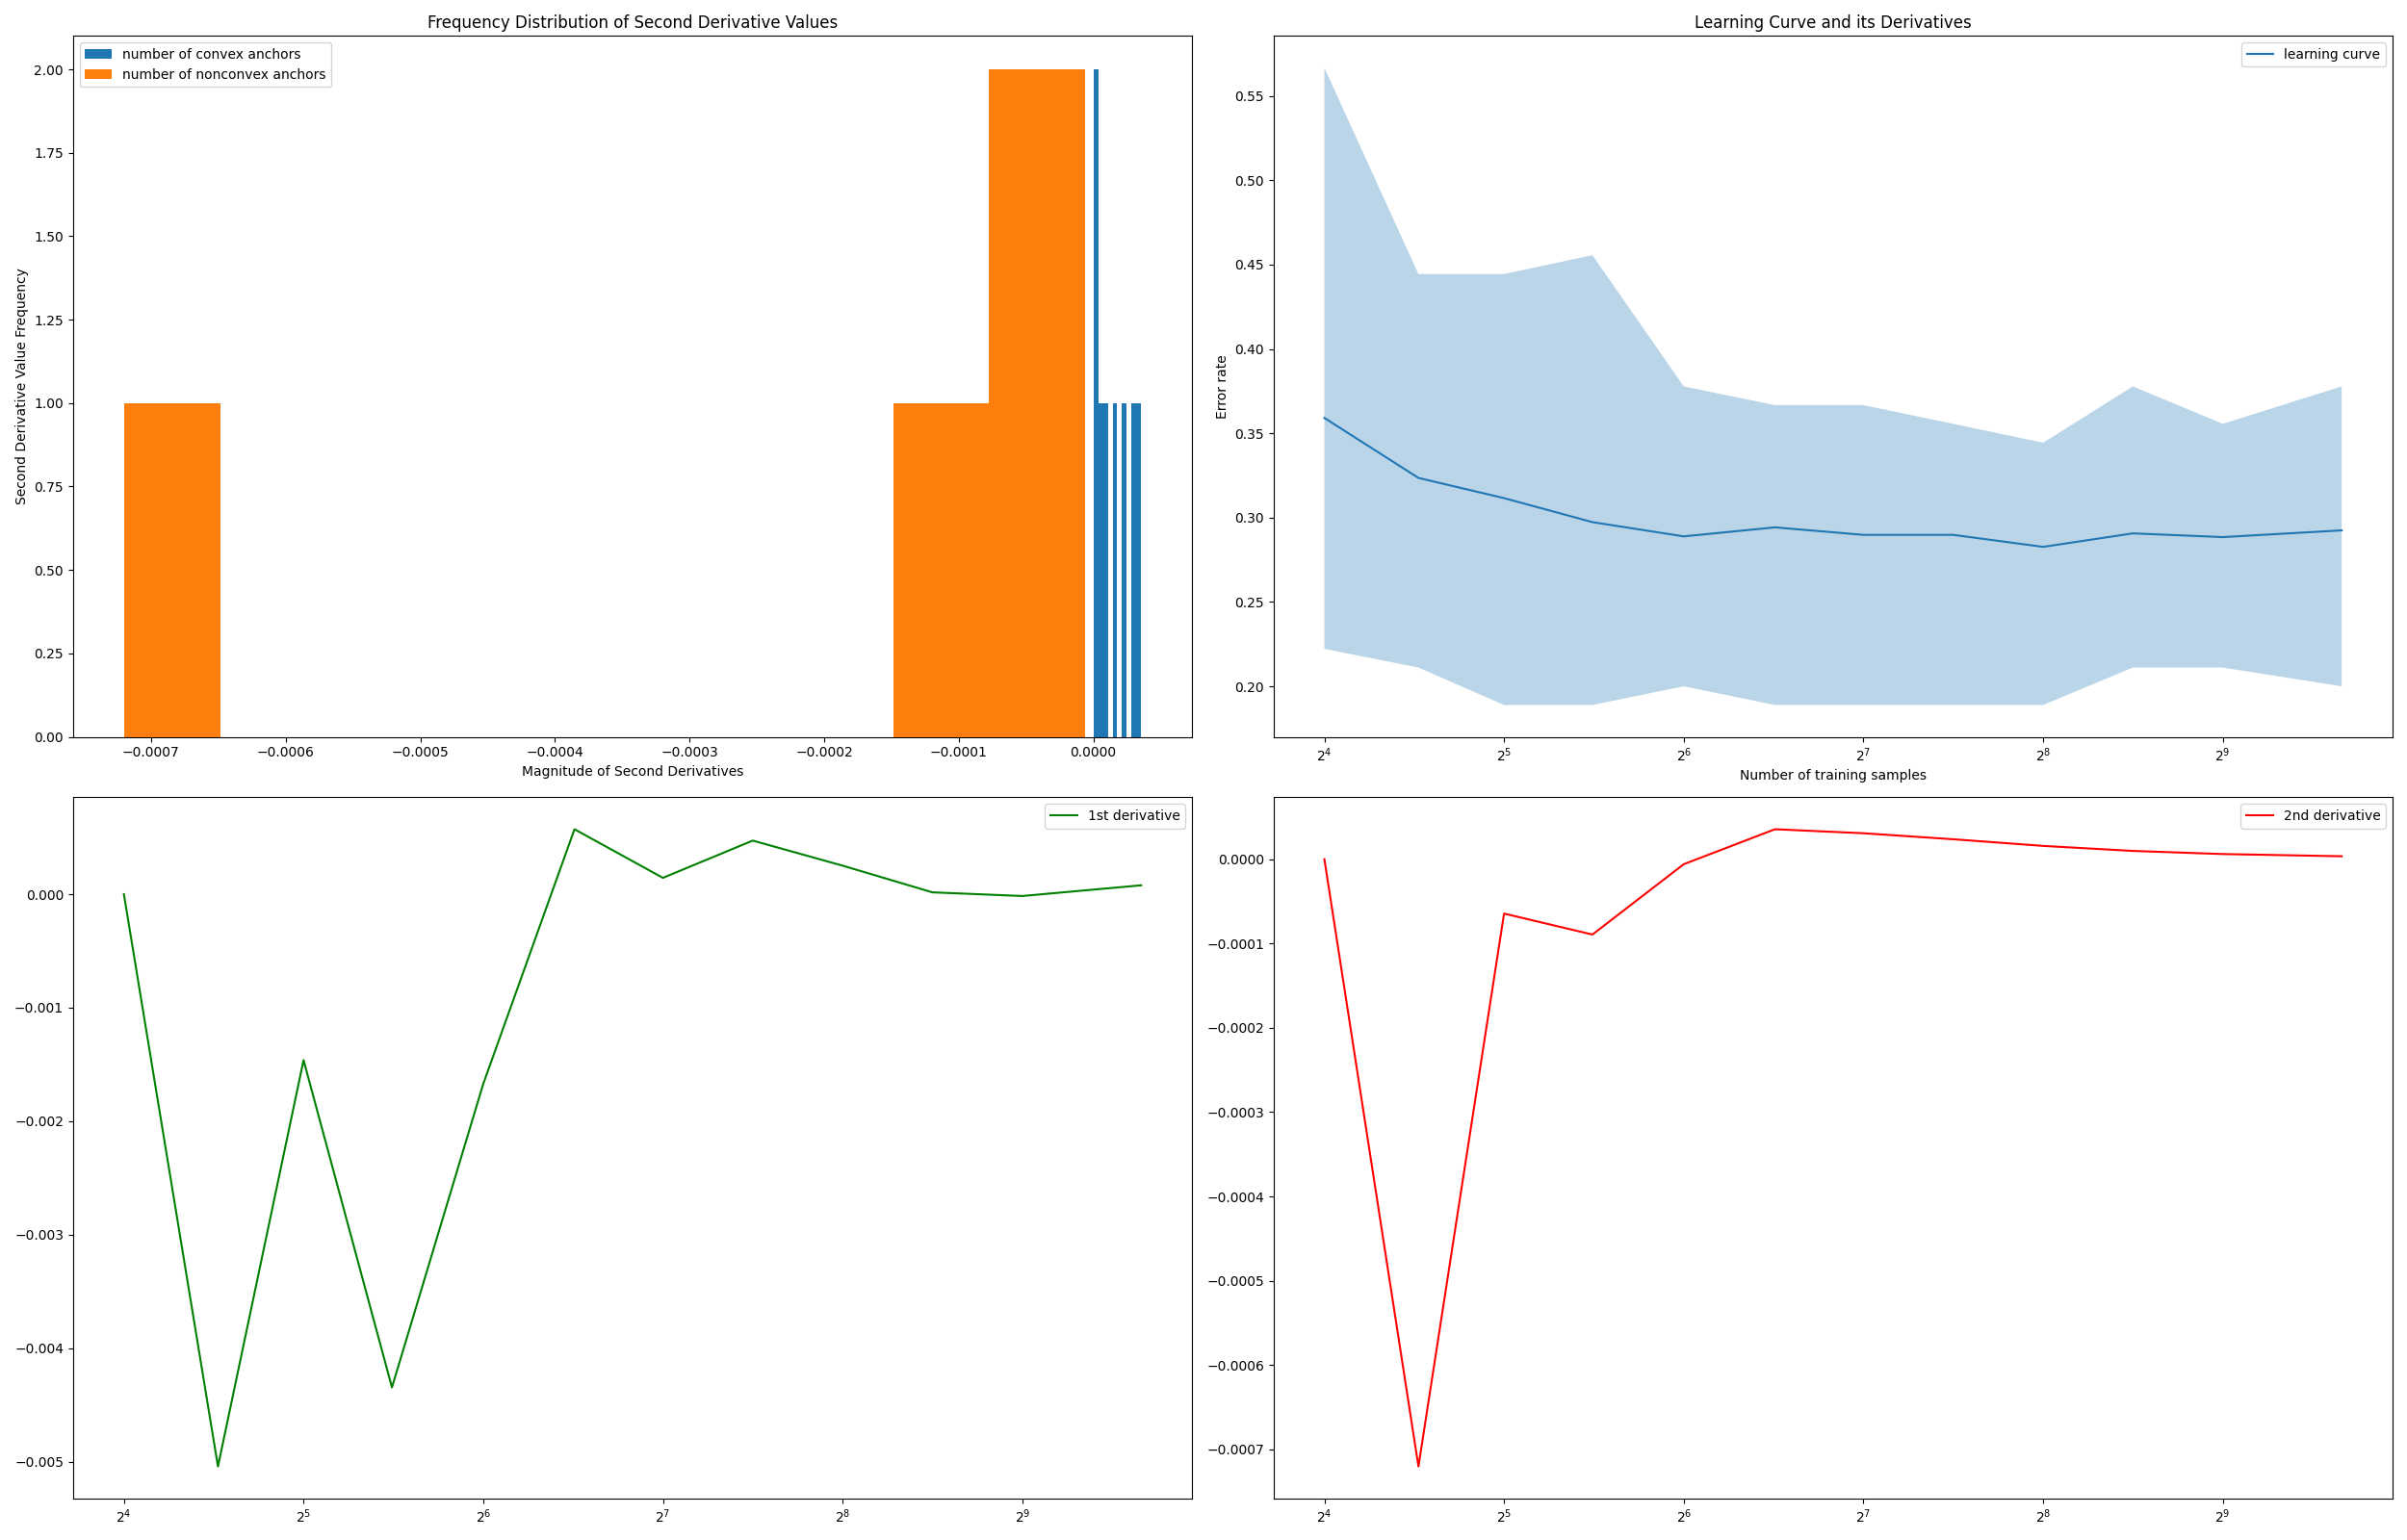 Frequency Distribution of Second Derivative Values
number of convex anchors
number of nonconvex anchors
Second Derivative Value Frequency
2.00
1.75
1.50
1.25
1.00
0.75
0.50
0.25
0.00
−0.0007 −0.0006 −0.0005 −0.0004 −0.0003 −0.0002 −0.0001 0.0000
Magnitude of Second Derivatives
Learning Curve and its Derivatives
learning curve
Error rate
0.55
0.50
0.45
0.40
0.35
0.30
0.25
0.20
2⁴ 2⁵ 2⁶ 2⁷ 2⁸ 2⁹
Number of training samples
1st derivative
0.000
−0.001
−0.002
−0.003
−0.004
−0.005
2⁴ 2⁵ 2⁶ 2⁷ 2⁸ 2⁹
2nd derivative
0.0000
−0.0001
−0.0002
−0.0003
−0.0004
−0.0005
−0.0006
−0.0007
2⁴ 2⁵ 2⁶ 2⁷ 2⁸ 2⁹